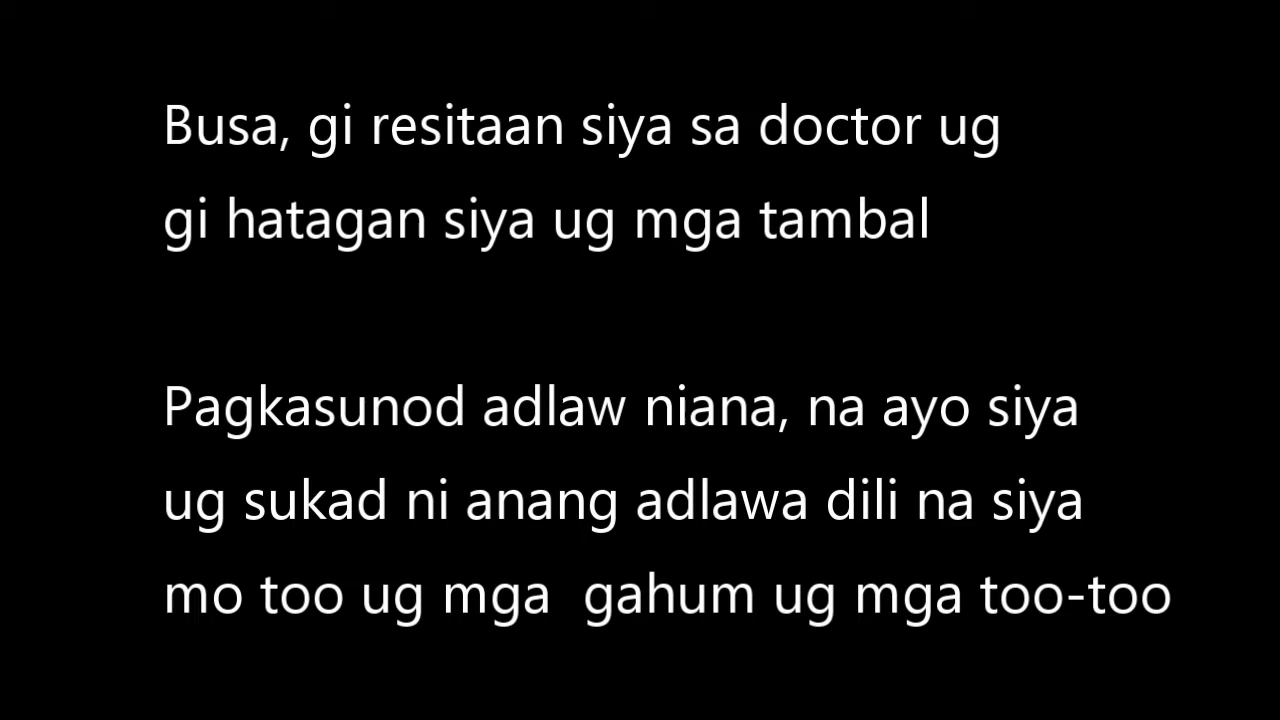 Busa, gi resitaan siya sa doctor ug
gi hatagan siya ug mga tambal
Pagkasunod adlaw niana, na ayo siya
ug sukad ni anang adlawa dili na siya
mo too ug mga  gahum ug mga too-too